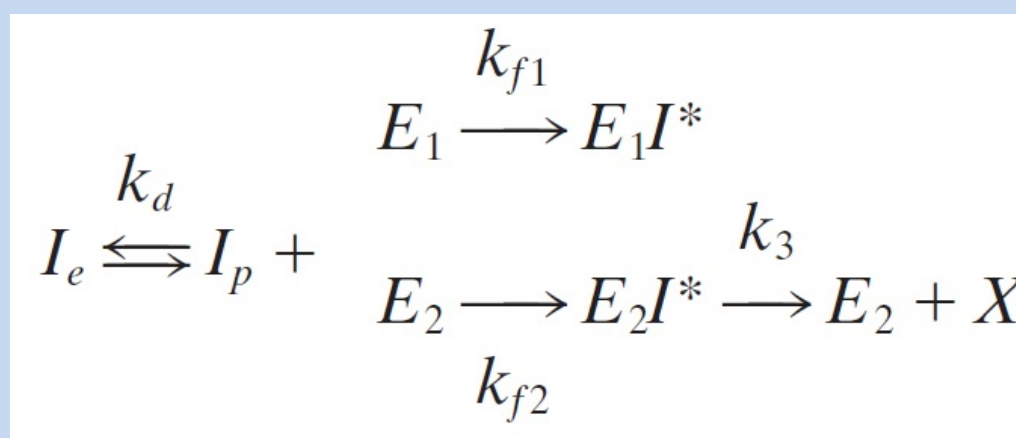 k_{f1}
E_1 ⟶ E_1I*
k_d
I_e ⇌ I_p +
k_3
E_2 ⟶ E_2I* ⟶ E_2 + X
k_{f2}